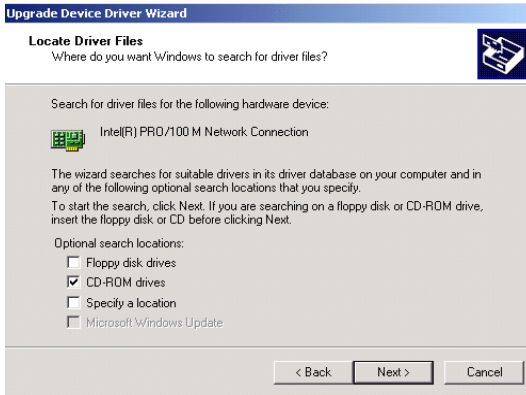 Upgrade Device Driver Wizard
Locate Driver Files
Where do you want Windows to search for driver files?
Search for driver files for the following hardware device:
Intel(R) PRO/100 M Network Connection
The wizard searches for suitable drivers in its driver database on your computer and in
any of the following optional search locations that you specify.
To start the search, click Next. If you are searching on a floppy disk or CD-ROM drive,
insert the floppy disk or CD before clicking Next.
Optional search locations:
Floppy disk drives
CD-ROM drives
Specify a location
Microsoft Windows Update
< Back Next > Cancel